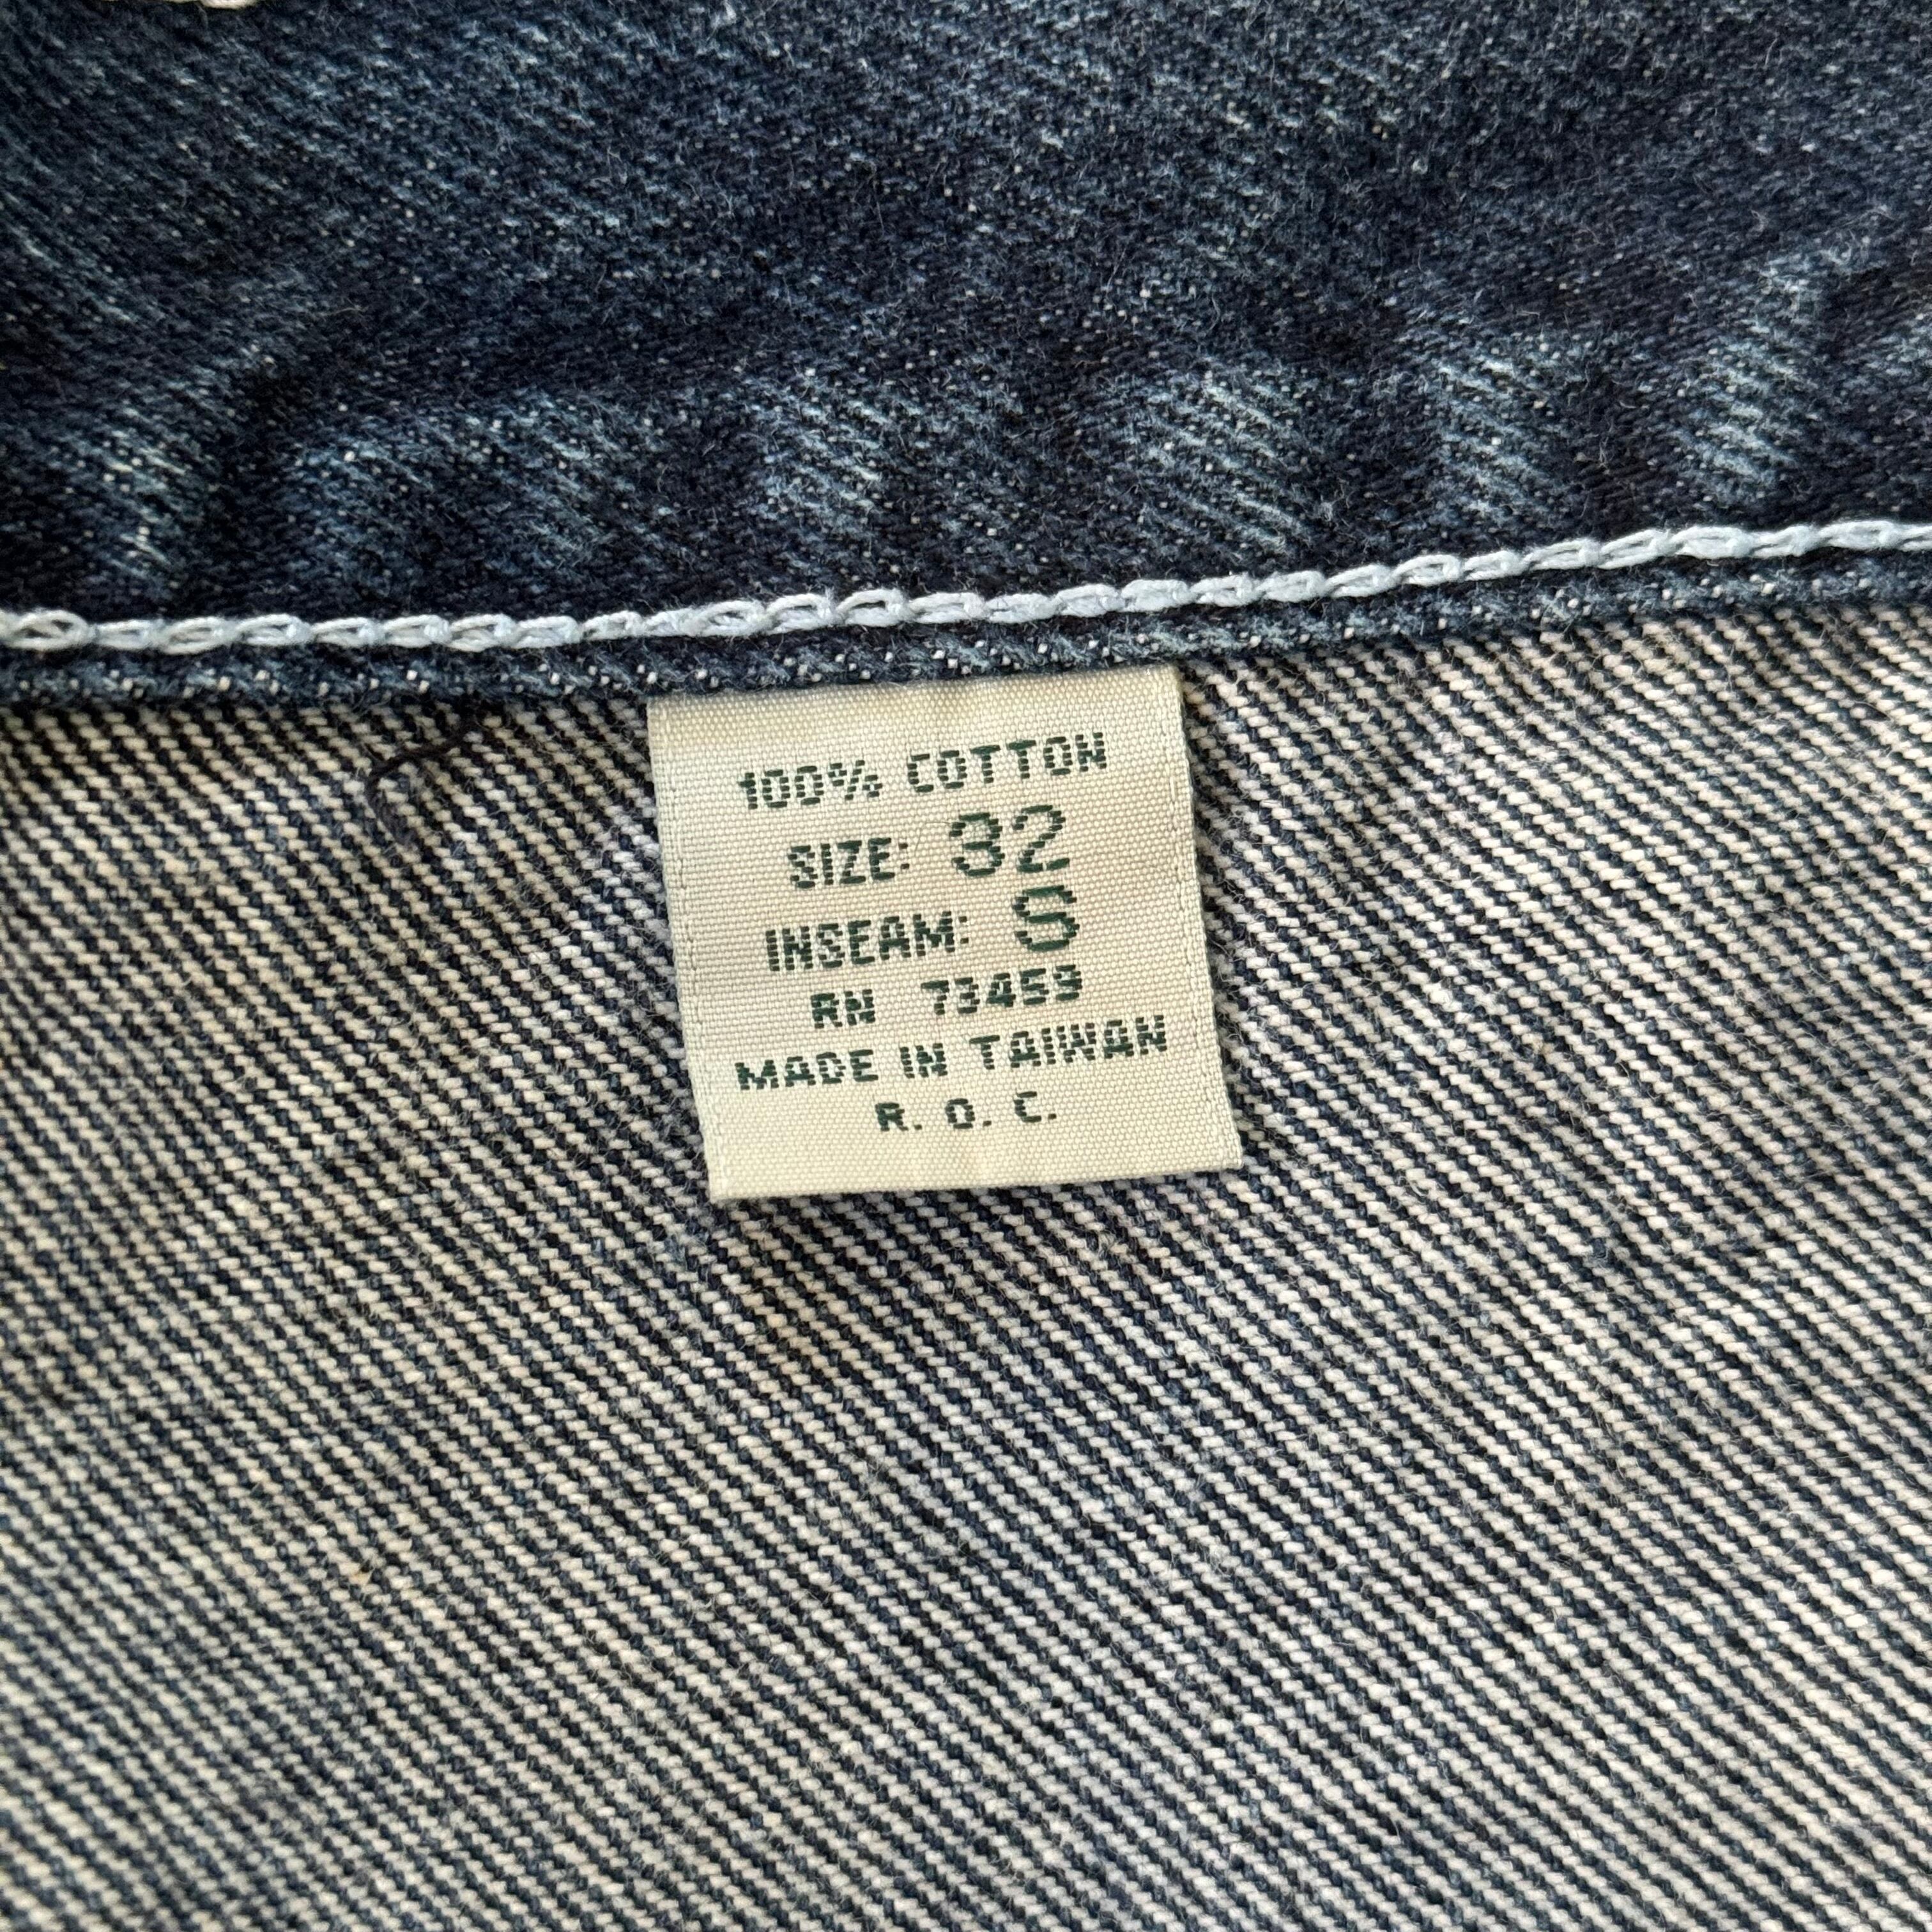 100% COTTON
SIZE: 32
INSEAM: S
RN 73459
MADE IN TAIWAN
R. O. C.